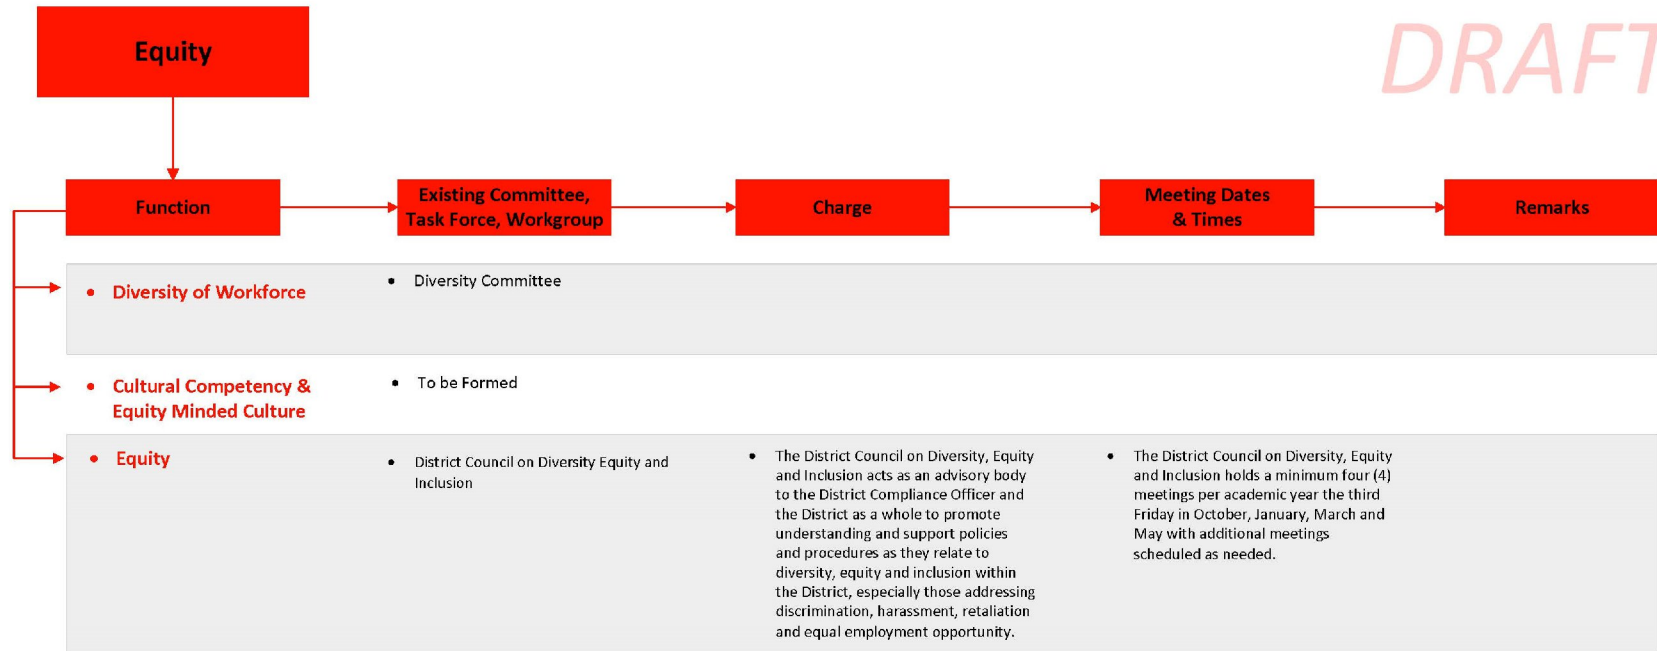 Equity
DRAFT
Function
Existing Committee,
Task Force, Workgroup
Charge
Meeting Dates
& Times
Remarks
• Diversity of Workforce
• Diversity Committee
• Cultural Competency &
Equity Minded Culture
• To be Formed
• Equity
• District Council on Diversity Equity and
Inclusion
• The District Council on Diversity, Equity
and Inclusion acts as an advisory body
to the District Compliance Officer and
the District as a whole to promote
understanding and support policies
and procedures as they relate to
diversity, equity and inclusion within
the District, especially those addressing
discrimination, harassment, retaliation
and equal employment opportunity.
• The District Council on Diversity, Equity
and Inclusion holds a minimum four (4)
meetings per academic year the third
Friday in October, January, March and
May with additional meetings
scheduled as needed.